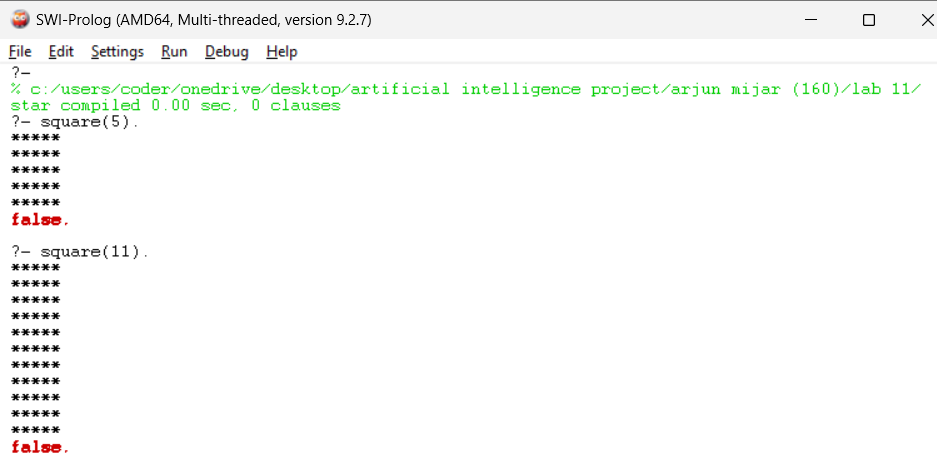 SWI-Prolog (AMD64, Multi-threaded, version 9.2.7)
File Edit Settings Run Debug Help
?-
% c:/users/coder/onedrive/desktop/artificial intelligence project/arjun mijar (160)/lab 11/
star compiled 0.00 sec, 0 clauses
?- square(5).
*****
*****
*****
*****
*****
false.
?- square(11).
*****
*****
*****
*****
*****
*****
*****
*****
*****
*****
*****
false.